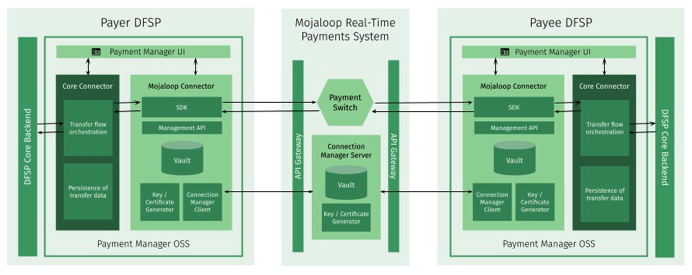 Payer DFSP
Payment Manager UI
DFSP Core Backend
Core Connector
Transfer flow
orchestration
Persistence of
transfer data
Mojaloop Connector
SDK
Management API
Vault
Key /
Certificate
Generator
Connection
Manager
Client
Payment Manager OSS
Mojaloop Real-Time
Payments System
API Gateway
Payment
Switch
Connection
Manager Server
Vault
Key / Certificate
Generator
API Gateway
Payee DFSP
Payment Manager UI
Mojaloop Connector
SDK
Management API
Vault
Connection
Manager
Client
Key /
Certificate
Generator
Core Connector
Transfer flow
orchestration
Persistence of
transfer data
DFSP Core Backend
Payment Manager OSS